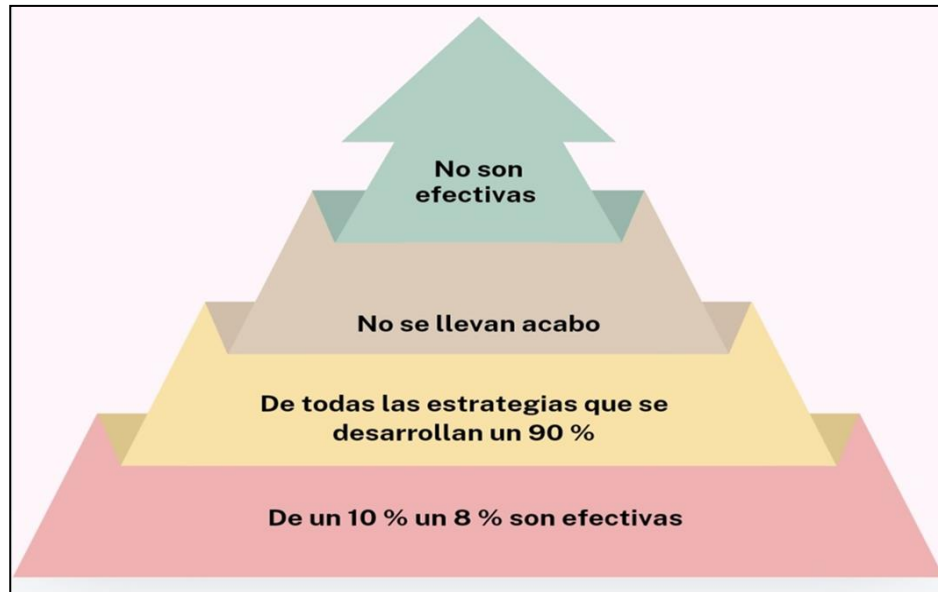 No son
efectivas
No se llevan acabo
De todas las estrategias que se
desarrollan un 90 %
De un 10 % un 8 % son efectivas